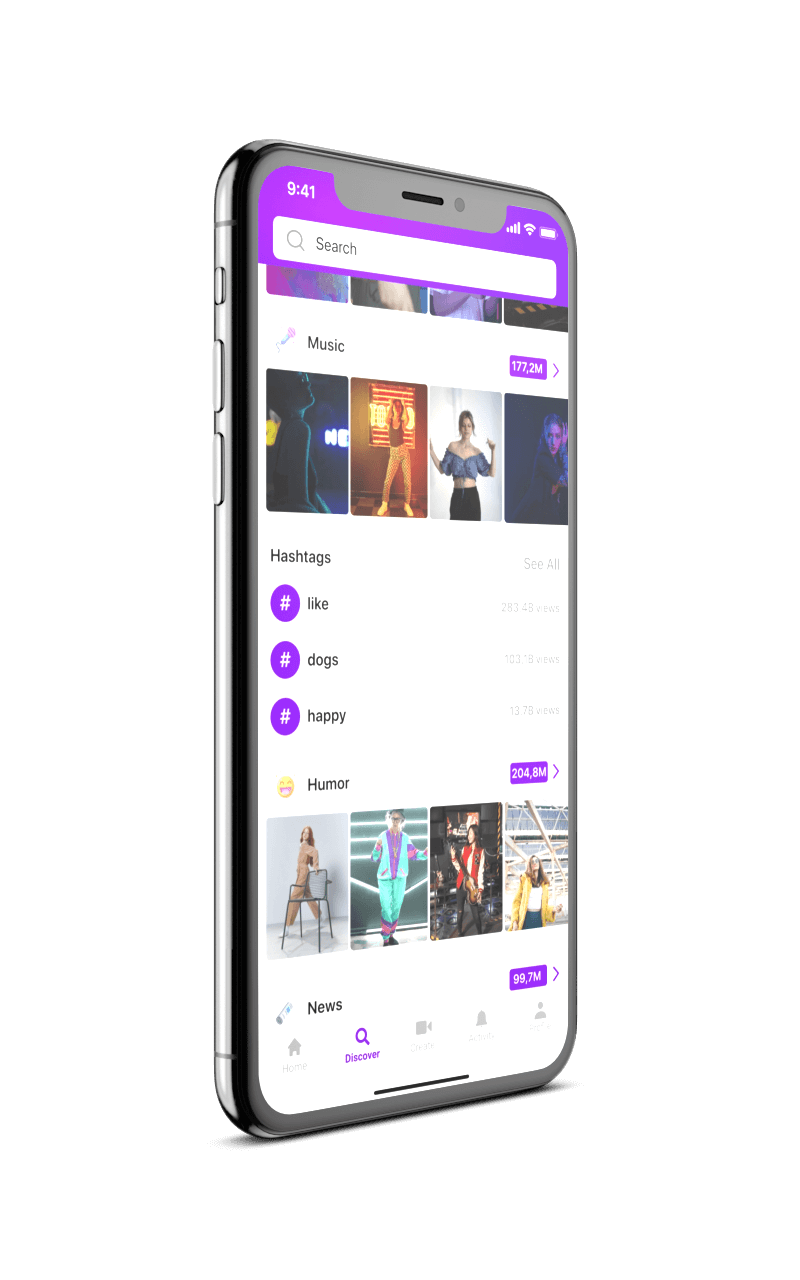 9:41
Search
Music
177,2M
Hashtags
See All
# like
283.4B views
# dogs
103.1B views
# happy
13.7B views
Humor
204,8M
99,7M
News
Home
Discover
Create
Activity
Profile